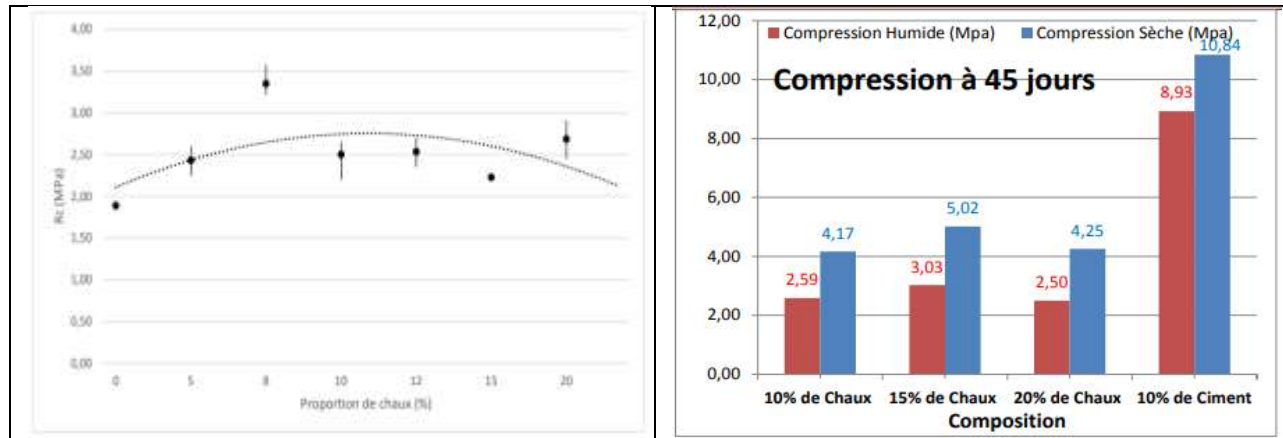 4,00
3,50
3,00
2,50
2,00
1,50
1,00
0,50
0,00
Rc (MPa)
0 5 8 10 12 15 20
Proportion de chaux (%)
12,00
10,00
8,00
6,00
4,00
2,00
0,00
Compression Humide (Mpa) Compression Sèche (Mpa)
Compression à 45 jours
2,59 4,17
3,03 5,02
2,50 4,25
8,93 10,84
10% de Chaux 15% de Chaux 20% de Chaux 10% de Ciment
Composition